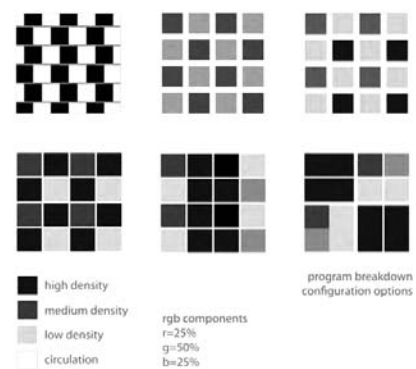 high density
medium density
low density
circulation
rgb components
r=25%
g=50%
b=25%
program breakdown
configuration options